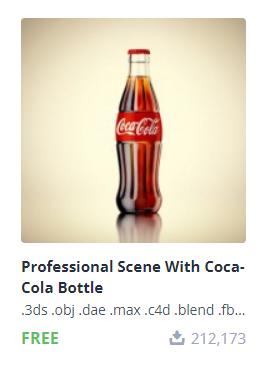 Coca-Cola
Professional Scene With Coca-
Cola Bottle
.3ds .obj .dae .max .c4d .blend .fb...
FREE
212,173